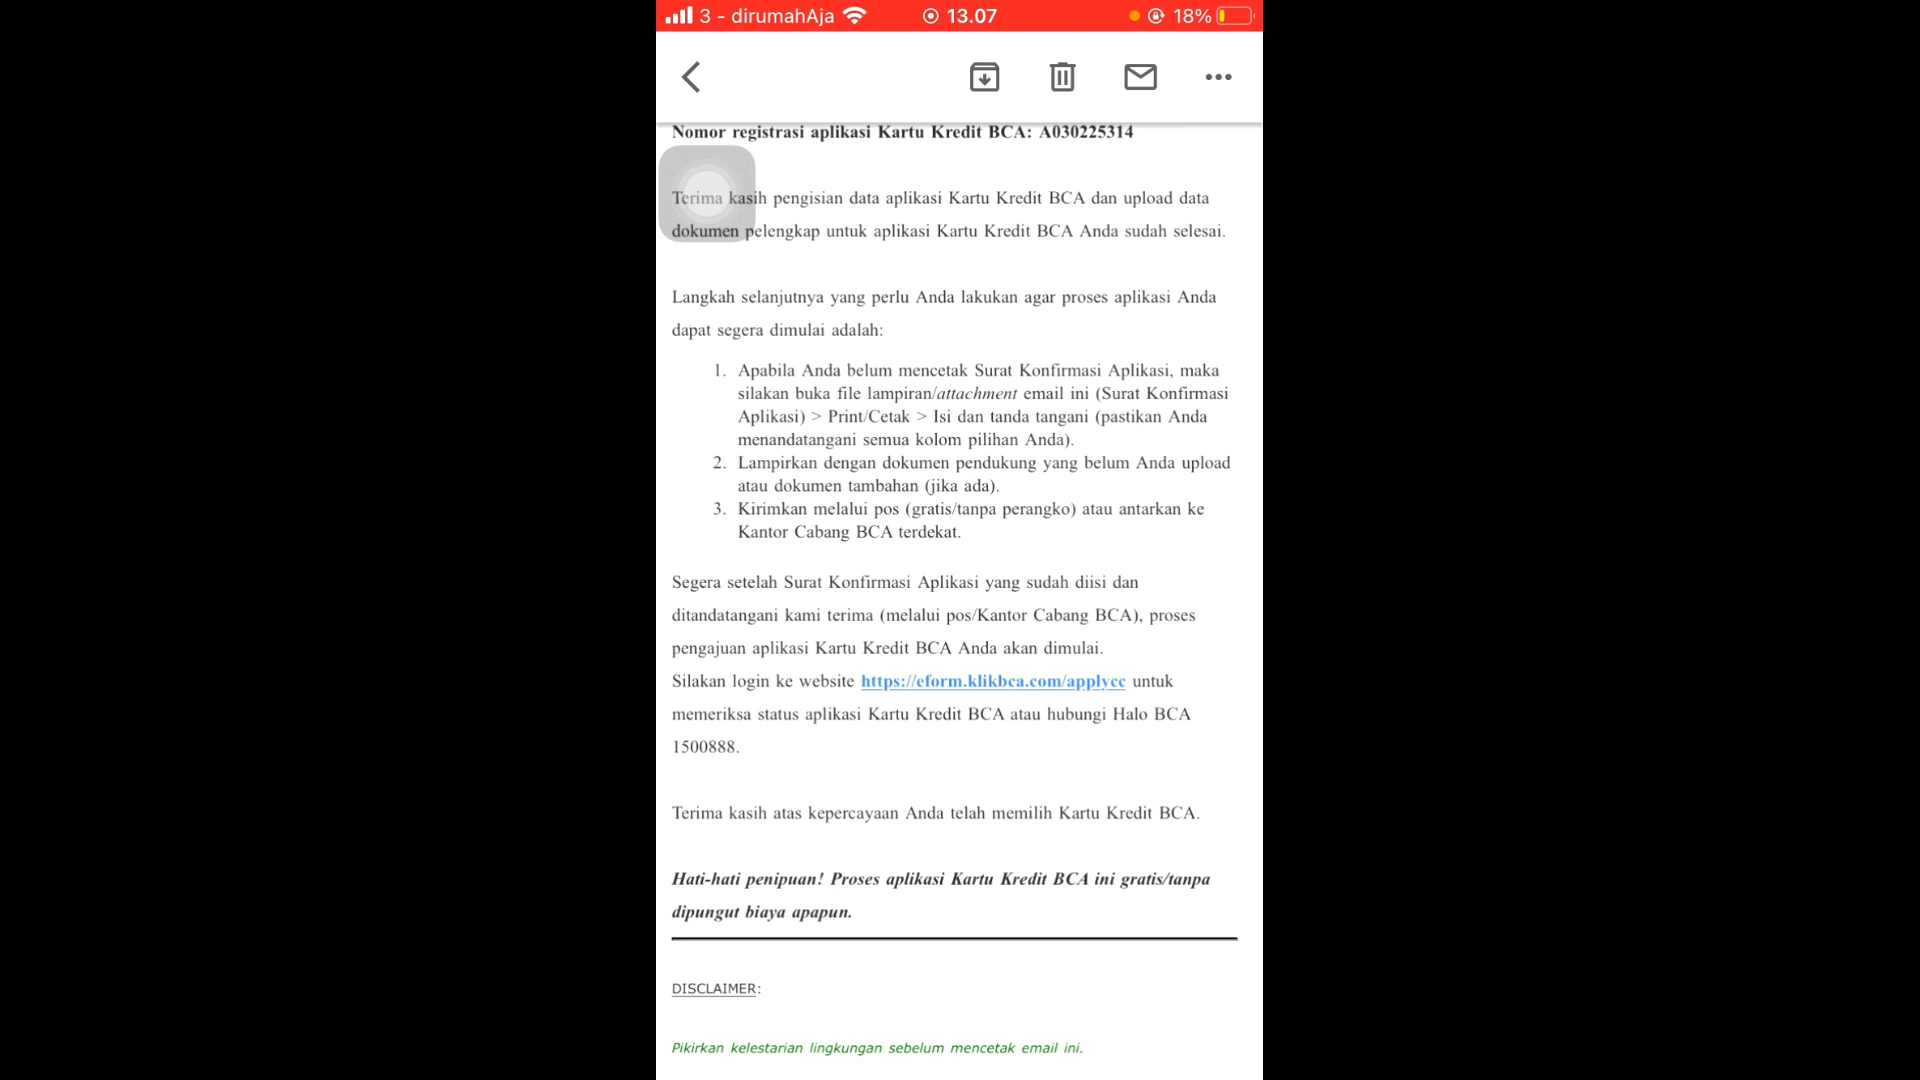 3 - dirumahAja 13.07 18%
Nomor registrasi aplikasi Kartu Kredit BCA: A030225314
Terima kasih pengisian data aplikasi Kartu Kredit BCA dan upload data
dokumen pelengkap untuk aplikasi Kartu Kredit BCA Anda sudah selesai.
Langkah selanjutnya yang perlu Anda lakukan agar proses aplikasi Anda
dapat segera dimulai adalah:
1. Apabila Anda belum mencetak Surat Konfirmasi Aplikasi, maka
silakan buka file lampiran/attachment email ini (Surat Konfirmasi
Aplikasi) > Print/Cetak > Isi dan tanda tangani (pastikan Anda
menandatangani semua kolom pilihan Anda).
2. Lampirkan dengan dokumen pendukung yang belum Anda upload
atau dokumen tambahan (jika ada).
3. Kirimkan melalui pos (gratis/tanpa perangko) atau antarkan ke
Kantor Cabang BCA terdekat.
Segera setelah Surat Konfirmasi Aplikasi yang sudah diisi dan
ditandatangani kami terima (melalui pos/Kantor Cabang BCA), proses
pengajuan aplikasi Kartu Kredit BCA Anda akan dimulai.
Silakan login ke website https://eform.klikbca.com/applycc untuk
memeriksa status aplikasi Kartu Kredit BCA atau hubungi Halo BCA
1500888.
Terima kasih atas kepercayaan Anda telah memilih Kartu Kredit BCA.
Hati-hati penipuan! Proses aplikasi Kartu Kredit BCA ini gratis/tanpa
dipungut biaya apapun.
DISCLAIMER:
Pikirkan kelestarian lingkungan sebelum mencetak email ini.